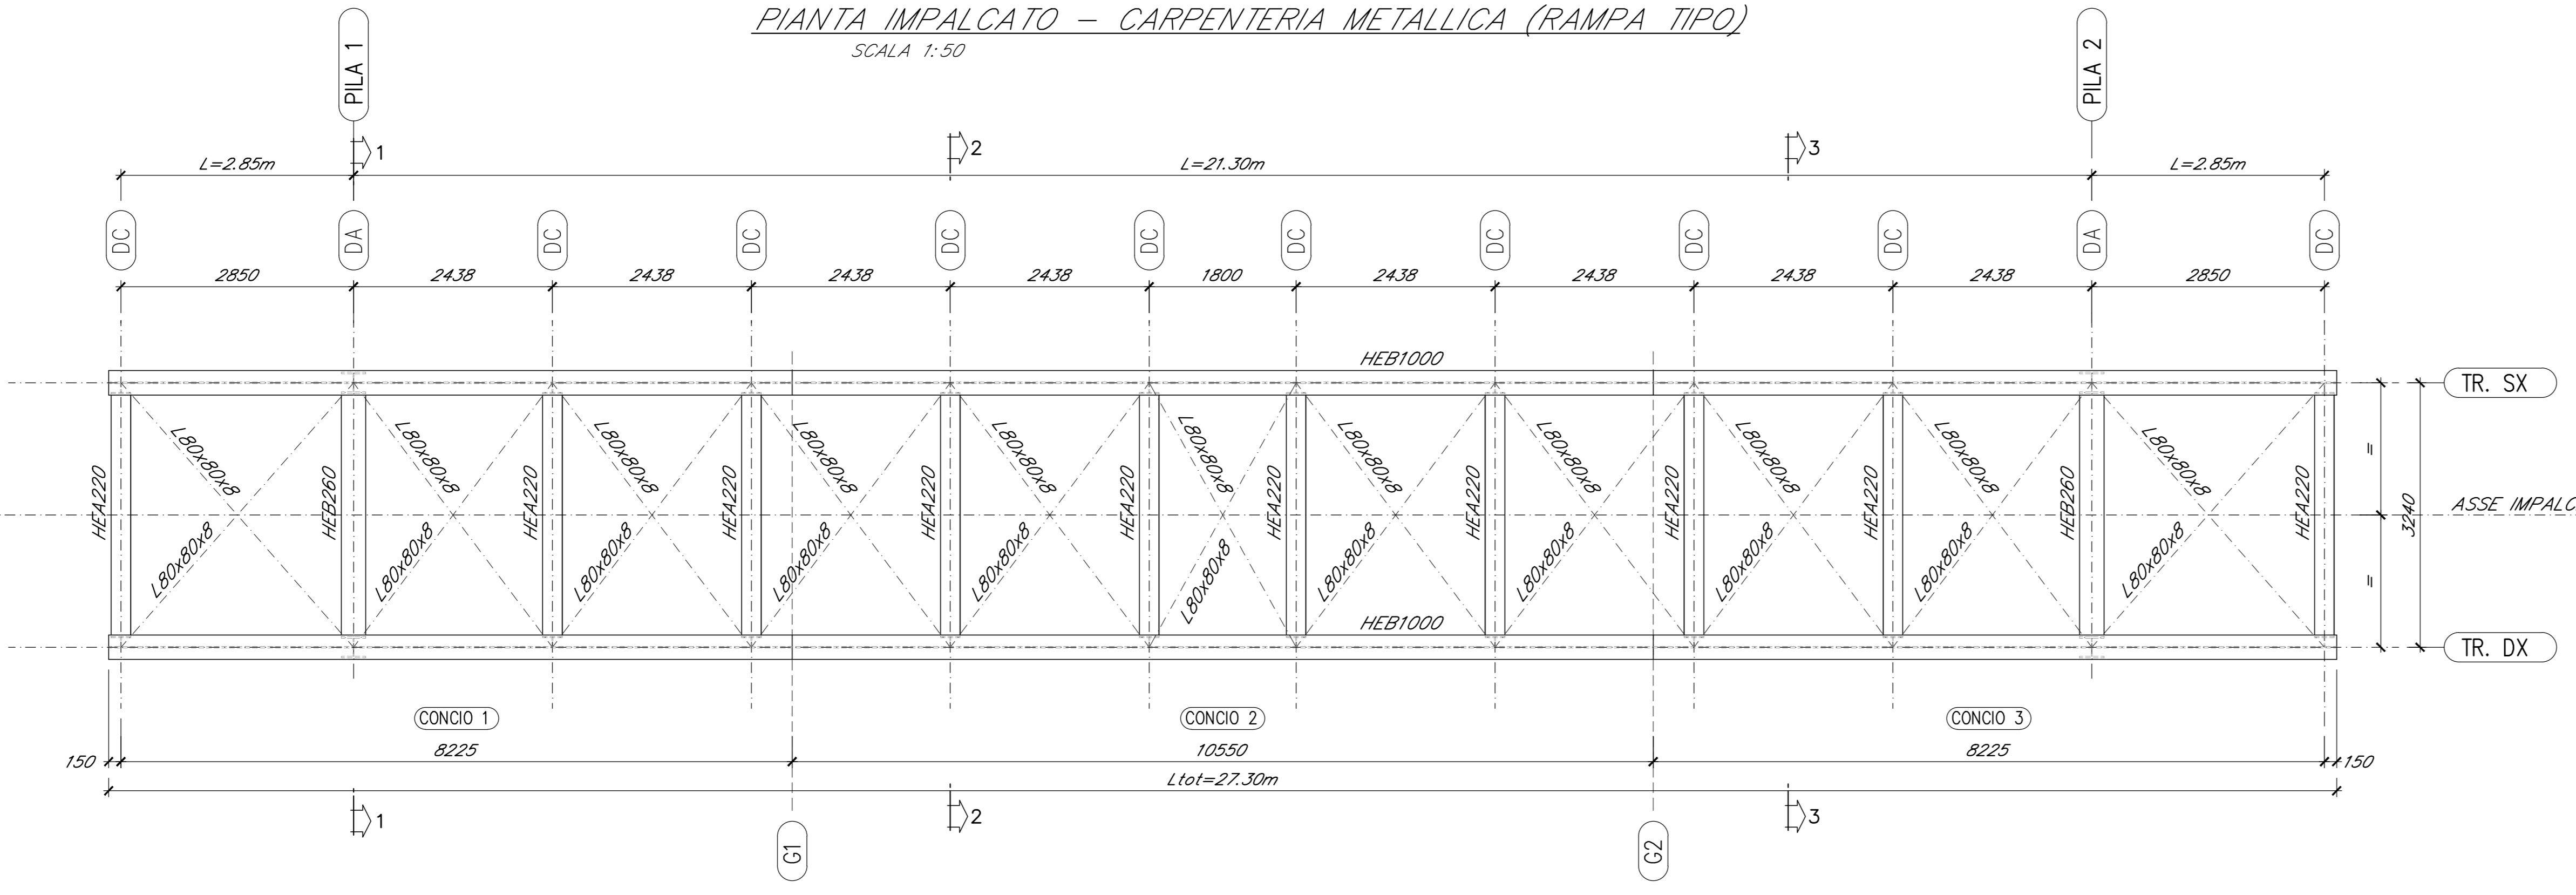 PIANTA IMPALCATO – CARPENTERIA METALLICA (RAMPA TIPO)
SCALA 1:50
PILA 1
PILA 2
1
2
3
L=2.85m
L=21.30m
L=2.85m
DC
DA
DC
DC
DC
DC
DC
DC
DC
DC
DA
DC
2850
2438
2438
2438
2438
1800
2438
2438
2438
2438
2850
HEB1000
TR. SX
L80x80x8
L80x80x8
L80x80x8
L80x80x8
L80x80x8
L80x80x8
L80x80x8
L80x80x8
L80x80x8
L80x80x8
L80x80x8
=
HEA220
HEB260
HEA220
HEA220
HEA220
HEA220
HEA220
HEA220
HEA220
HEA220
HEB260
HEA220
ASSE IMPALC
3240
L80x80x8
L80x80x8
L80x80x8
L80x80x8
L80x80x8
L80x80x8
L80x80x8
L80x80x8
L80x80x8
L80x80x8
L80x80x8
=
HEB1000
TR. DX
CONCIO 1
CONCIO 2
CONCIO 3
150
8225
10550
8225
150
Ltot=27.30m
1
2
3
G1
G2